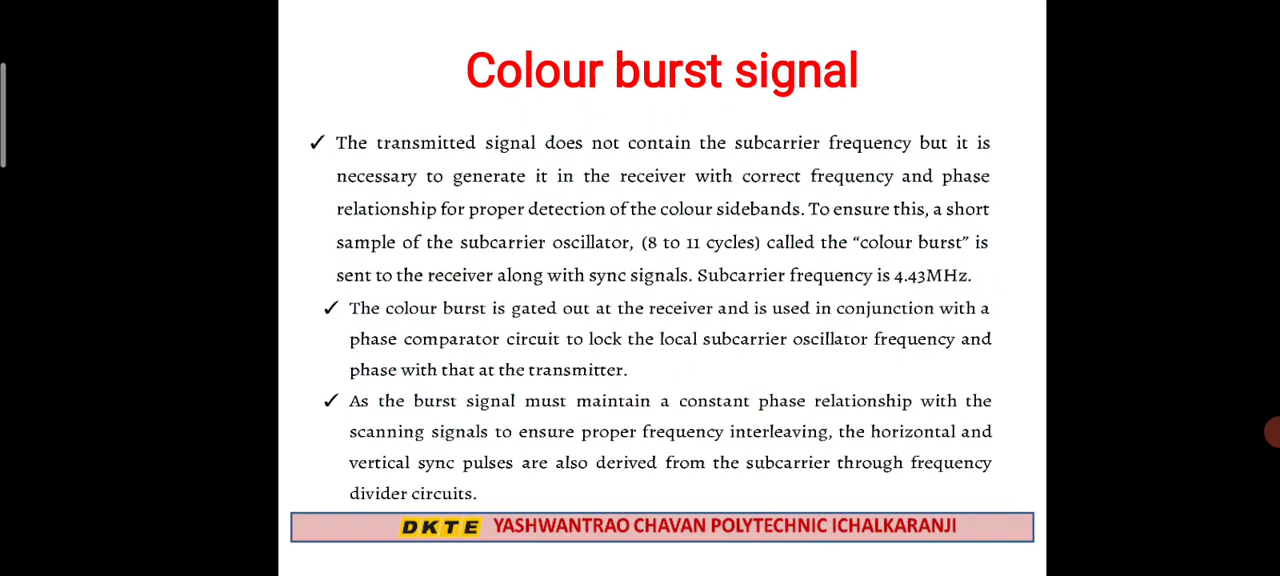 Colour burst signal
✓ The transmitted signal does not contain the subcarrier frequency but it is
necessary to generate it in the receiver with correct frequency and phase
relationship for proper detection of the colour sidebands. To ensure this, a short
sample of the subcarrier oscillator, (8 to 11 cycles) called the “colour burst” is
sent to the receiver along with sync signals. Subcarrier frequency is 4.43MHz.
✓ The colour burst is gated out at the receiver and is used in conjunction with a
phase comparator circuit to lock the local subcarrier oscillator frequency and
phase with that at the transmitter.
✓ As the burst signal must maintain a constant phase relationship with the
scanning signals to ensure proper frequency interleaving, the horizontal and
vertical sync pulses are also derived from the subcarrier through frequency
divider circuits.
DKTE YASHWANTRAO CHAVAN POLYTECHNIC ICHALKARANJI